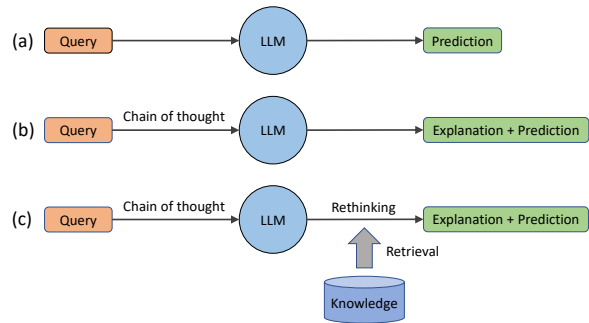 (a) Query LLM Prediction
Chain of thought
(b) Query LLM Explanation + Prediction
Chain of thought Rethinking
(c) Query LLM Explanation + Prediction
Retrieval
Knowledge